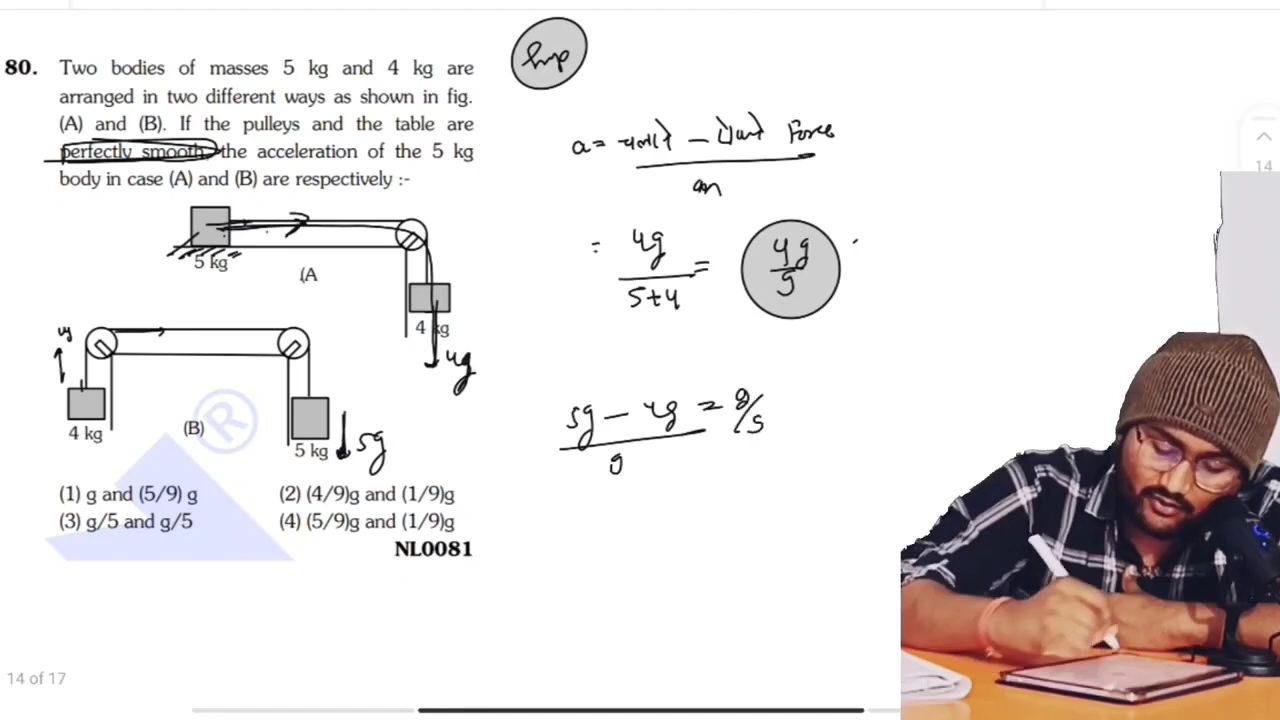 80. Two bodies of masses 5 kg and 4 kg are
arranged in two different ways as shown in fig.
(A) and (B). If the pulleys and the table are
perfectly smooth, the acceleration of the 5 kg
body in case (A) and (B) are respectively :-
5 kg
(A
4 kg
4g
4 kg
(B)
5 kg
5g
(1) g and (5/9) g
(2) (4/9)g and (1/9)g
(3) g/5 and g/5
(4) (5/9)g and (1/9)g
NL0081
Imp
a = Force
m
= 4g / 5+4 = 4g / 9
5g – 4g / 9 = g/9
14 of 17
14
®